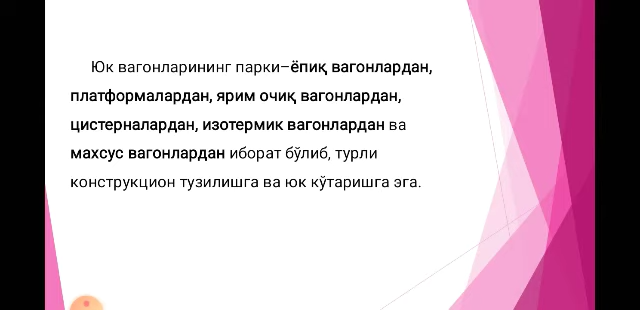 Юк вагонларининг парки–ёпиқ вагонлардан,
платформалардан, ярим очиқ вагонлардан,
цистерналардан, изотермик вагонлардан ва
махсус вагонлардан иборат бўлиб, турли
конструкцион тузилишга ва юк кўтаришга эга.